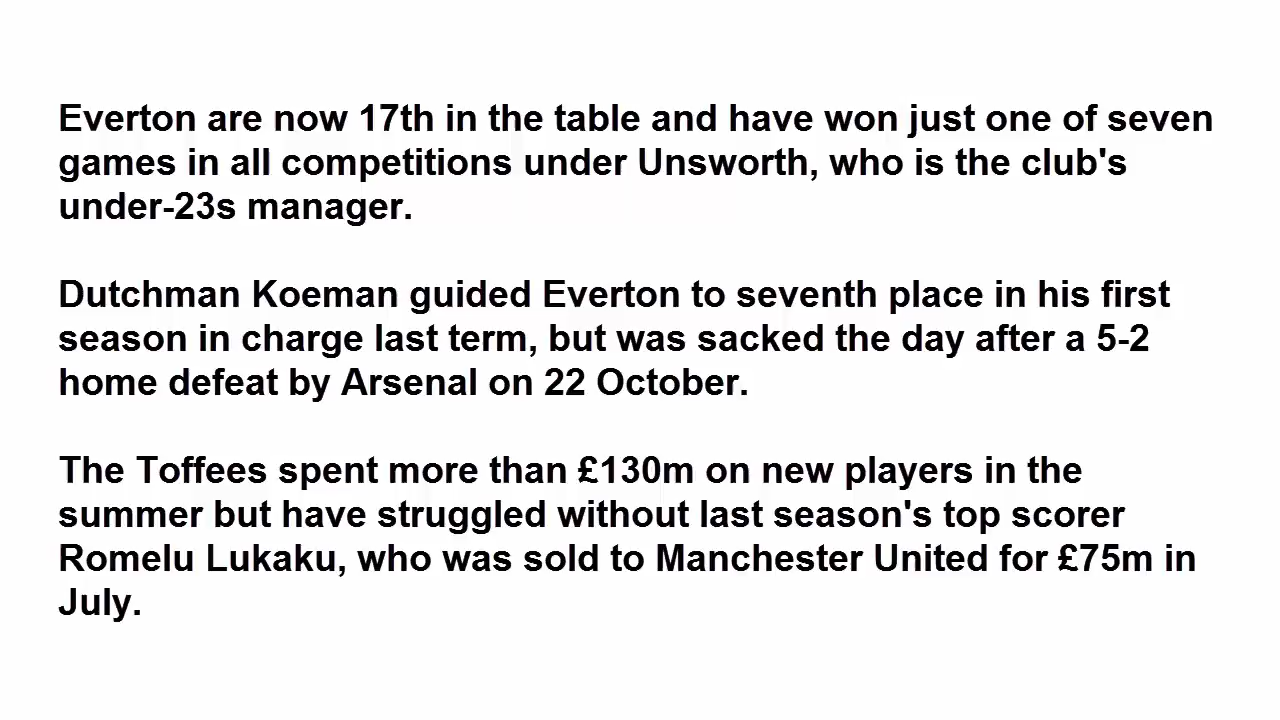 Everton are now 17th in the table and have won just one of seven
games in all competitions under Unsworth, who is the club's
under-23s manager.
Dutchman Koeman guided Everton to seventh place in his first
season in charge last term, but was sacked the day after a 5-2
home defeat by Arsenal on 22 October.
The Toffees spent more than £130m on new players in the
summer but have struggled without last season's top scorer
Romelu Lukaku, who was sold to Manchester United for £75m in
July.